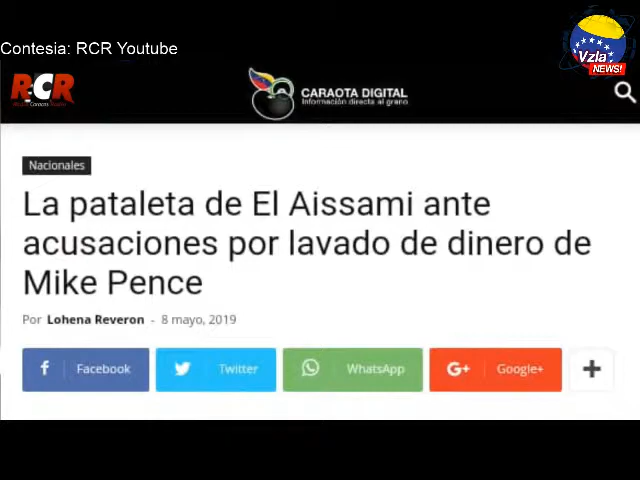 Contesia: RCR Youtube
Vzla
NEWS!
RCR
CARAOTA DIGITAL
Información directa al grano
Nacionales
La pataleta de El Aissami ante
acusaciones por lavado de dinero de
Mike Pence
Por Lohena Reveron - 8 mayo, 2019
Facebook
Twitter
WhatsApp
G+ Google+